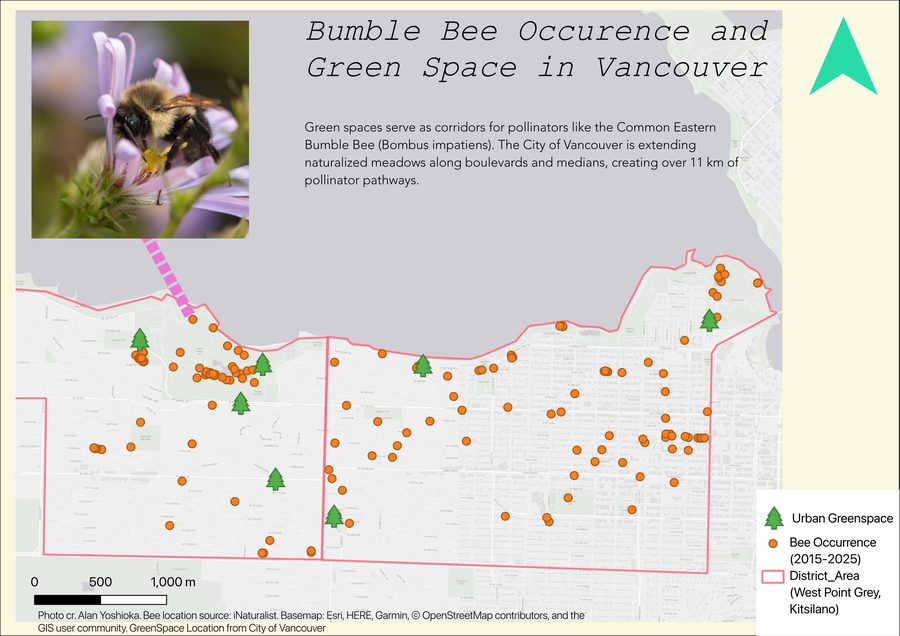 Bumble Bee Occurence and
Green Space in Vancouver
Green spaces serve as corridors for pollinators like the Common Eastern
Bumble Bee (Bombus impatiens). The City of Vancouver is extending
naturalized meadows along boulevards and medians, creating over 11 km of
pollinator pathways.
Urban Greenspace
Bee Occurrence
(2015-2025)
District_Area
(West Point Grey,
Kitsilano)
0 500 1,000 m
Photo cr. Alan Yoshioka. Bee location source: iNaturalist. Basemap: Esri, HERE, Garmin, © OpenStreetMap contributors, and the
GIS user community. GreenSpace Location from City of Vancouver